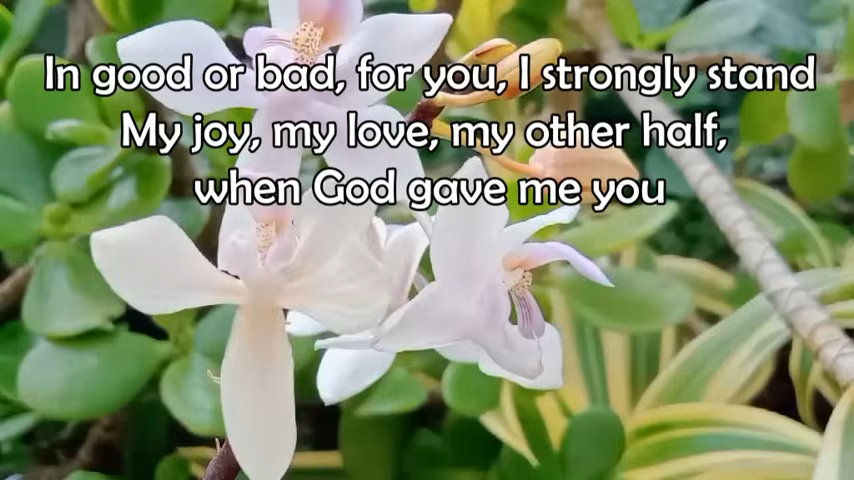 In good or bad, for you, I strongly stand
My joy, my love, my other half,
when God gave me you